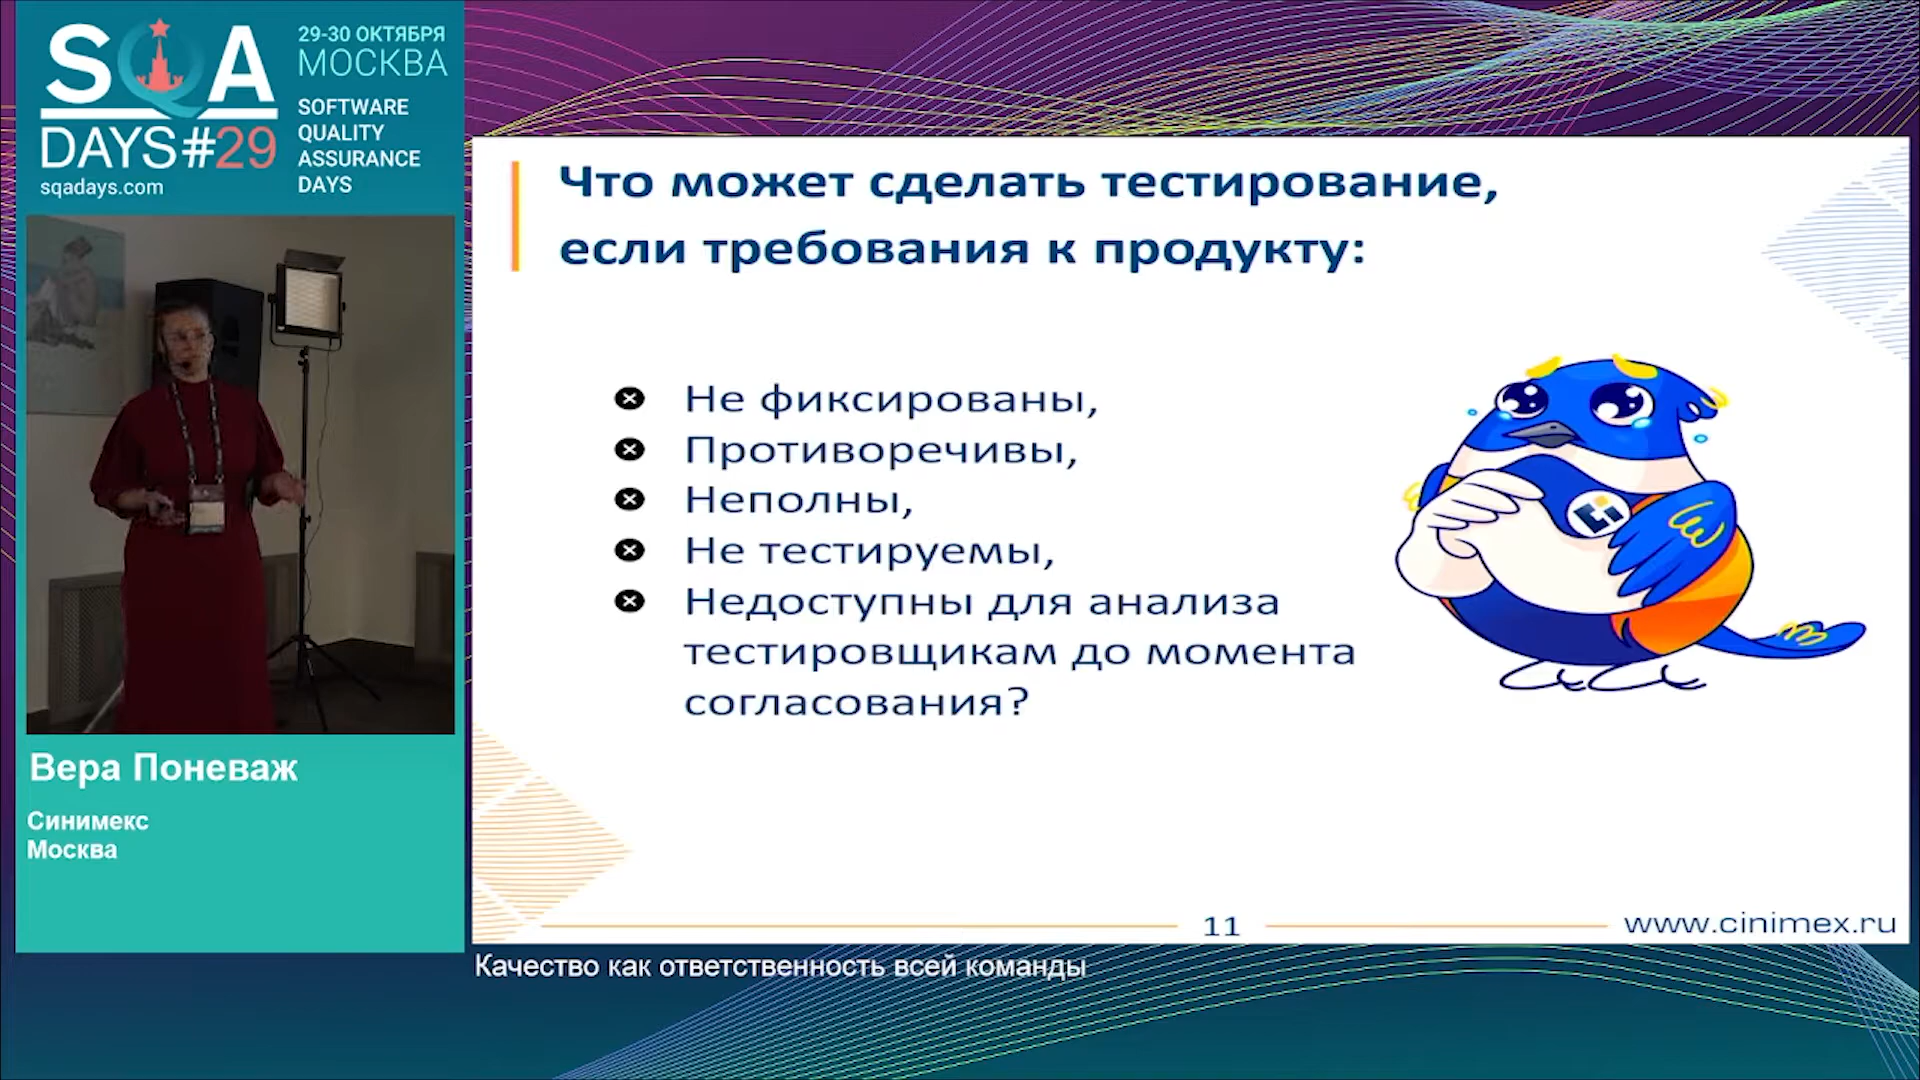 SQA
DAYS#29
sqadays.com
29-30 ОКТЯБРЯ
МОСКВА
SOFTWARE
QUALITY
ASSURANCE
DAYS
Что может сделать тестирование,
если требования к продукту:
Не фиксированы,
Противоречивы,
Неполны,
Не тестируемы,
Недоступны для анализа
тестировщикам до момента
согласования?
11
www.cinimex.ru
Вера Поневаж
Синимекс
Москва
Качество как ответственность всей команды